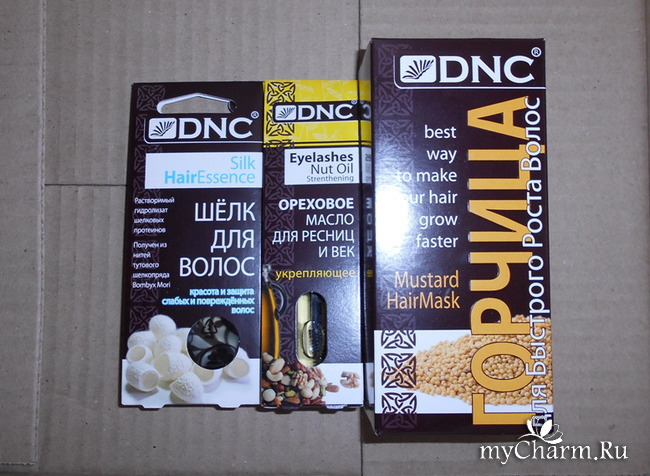 DNC®
Silk
HairEssence
Растворимый
гидролизат
шелковых
протеинов
Получен из
нитей
тутового
шелкопряда
Bombyx Mori
ШЁЛК
ДЛЯ
ВОЛОС
красота и защита
слабых и повреждённых
волос
DNC®
Eyelashes
Nut Oil
Strenthening
ОРЕХОВОЕ
МАСЛО
ДЛЯ РЕСНИЦ
И ВЕК
укрепляющее
DNC®
best
way
to make
your hair
grow
faster
Mustard
HairMask
ГОРЧИЦА
для Быстрого Роста Волос
myCharm.Ru